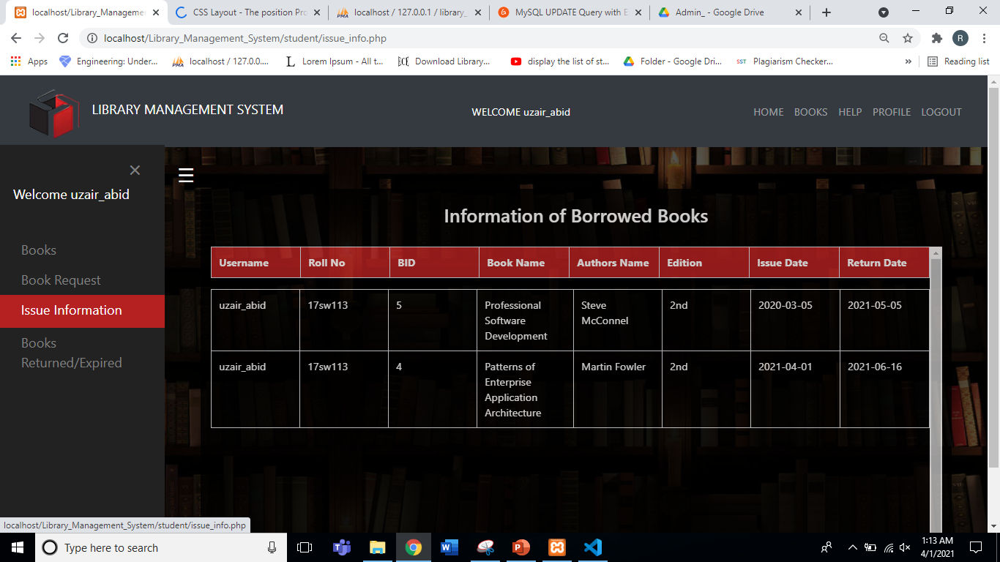 localhost/Library_Manageme
CSS Layout - The position Pro
localhost / 127.0.0.1 / library_
MySQL UPDATE Query with E
Admin_ - Google Drive
localhost/Library_Management_System/student/issue_info.php
R
Apps
Engineering: Under...
localhost / 127.0.0....
Lorem Ipsum - All t...
Download Library...
display the list of st...
Folder - Google Dri...
SST
Plagiarism Checker...
»
Reading list
LIBRARY MANAGEMENT SYSTEM
WELCOME uzair_abid
HOME BOOKS HELP PROFILE LOGOUT
Welcome uzair_abid
Books
Book Request
Issue Information
Books
Returned/Expired
Information of Borrowed Books
Username Roll No BID Book Name Authors Name Edition Issue Date Return Date
uzair_abid 17sw113 5 Professional Steve 2nd 2020-03-05 2021-05-05
Software McConnel
Development
uzair_abid 17sw113 4 Patterns of Martin Fowler 2nd 2021-04-01 2021-06-16
Enterprise
Application
Architecture
localhost/Library_Management_System/student/issue_info.php
Type here to search
1:13 AM
4/1/2021